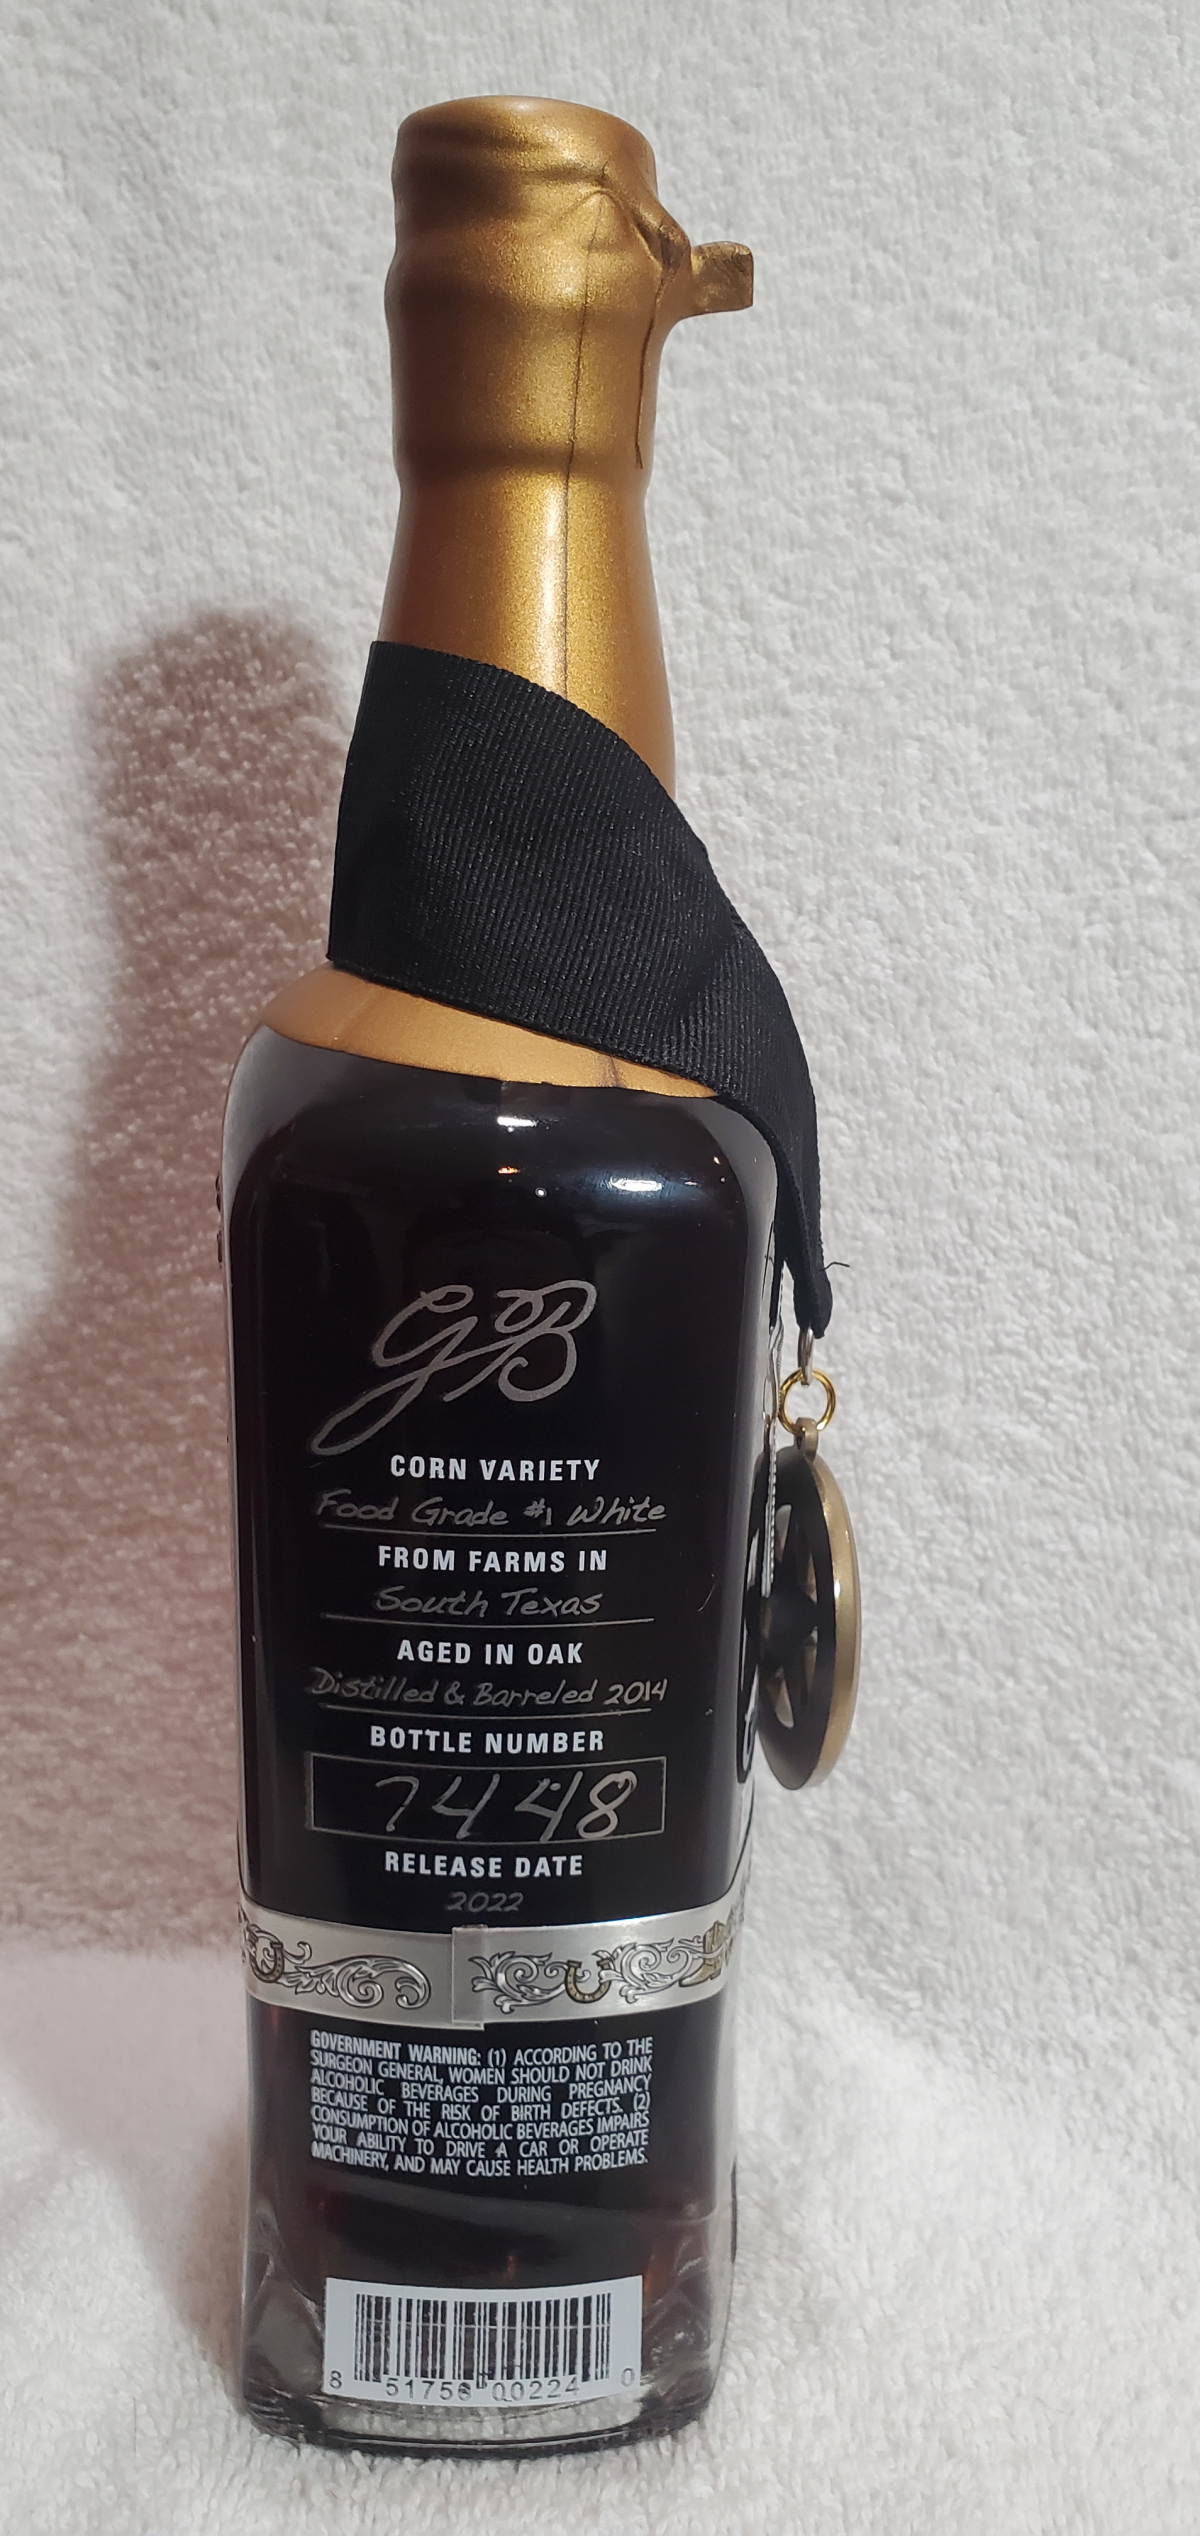 GB
CORN VARIETY
Food Grade #1 White
FROM FARMS IN
South Texas
AGED IN OAK
Distilled & Barreled 2014
BOTTLE NUMBER
7448
RELEASE DATE
2022
GOVERNMENT WARNING: (1) ACCORDING TO THE
SURGEON GENERAL, WOMEN SHOULD NOT DRINK
ALCOHOLIC BEVERAGES DURING PREGNANCY
BECAUSE OF THE RISK OF BIRTH DEFECTS. (2)
CONSUMPTION OF ALCOHOLIC BEVERAGES IMPAIRS
YOUR ABILITY TO DRIVE A CAR OR OPERATE
MACHINERY, AND MAY CAUSE HEALTH PROBLEMS.
8 51756 00224 0